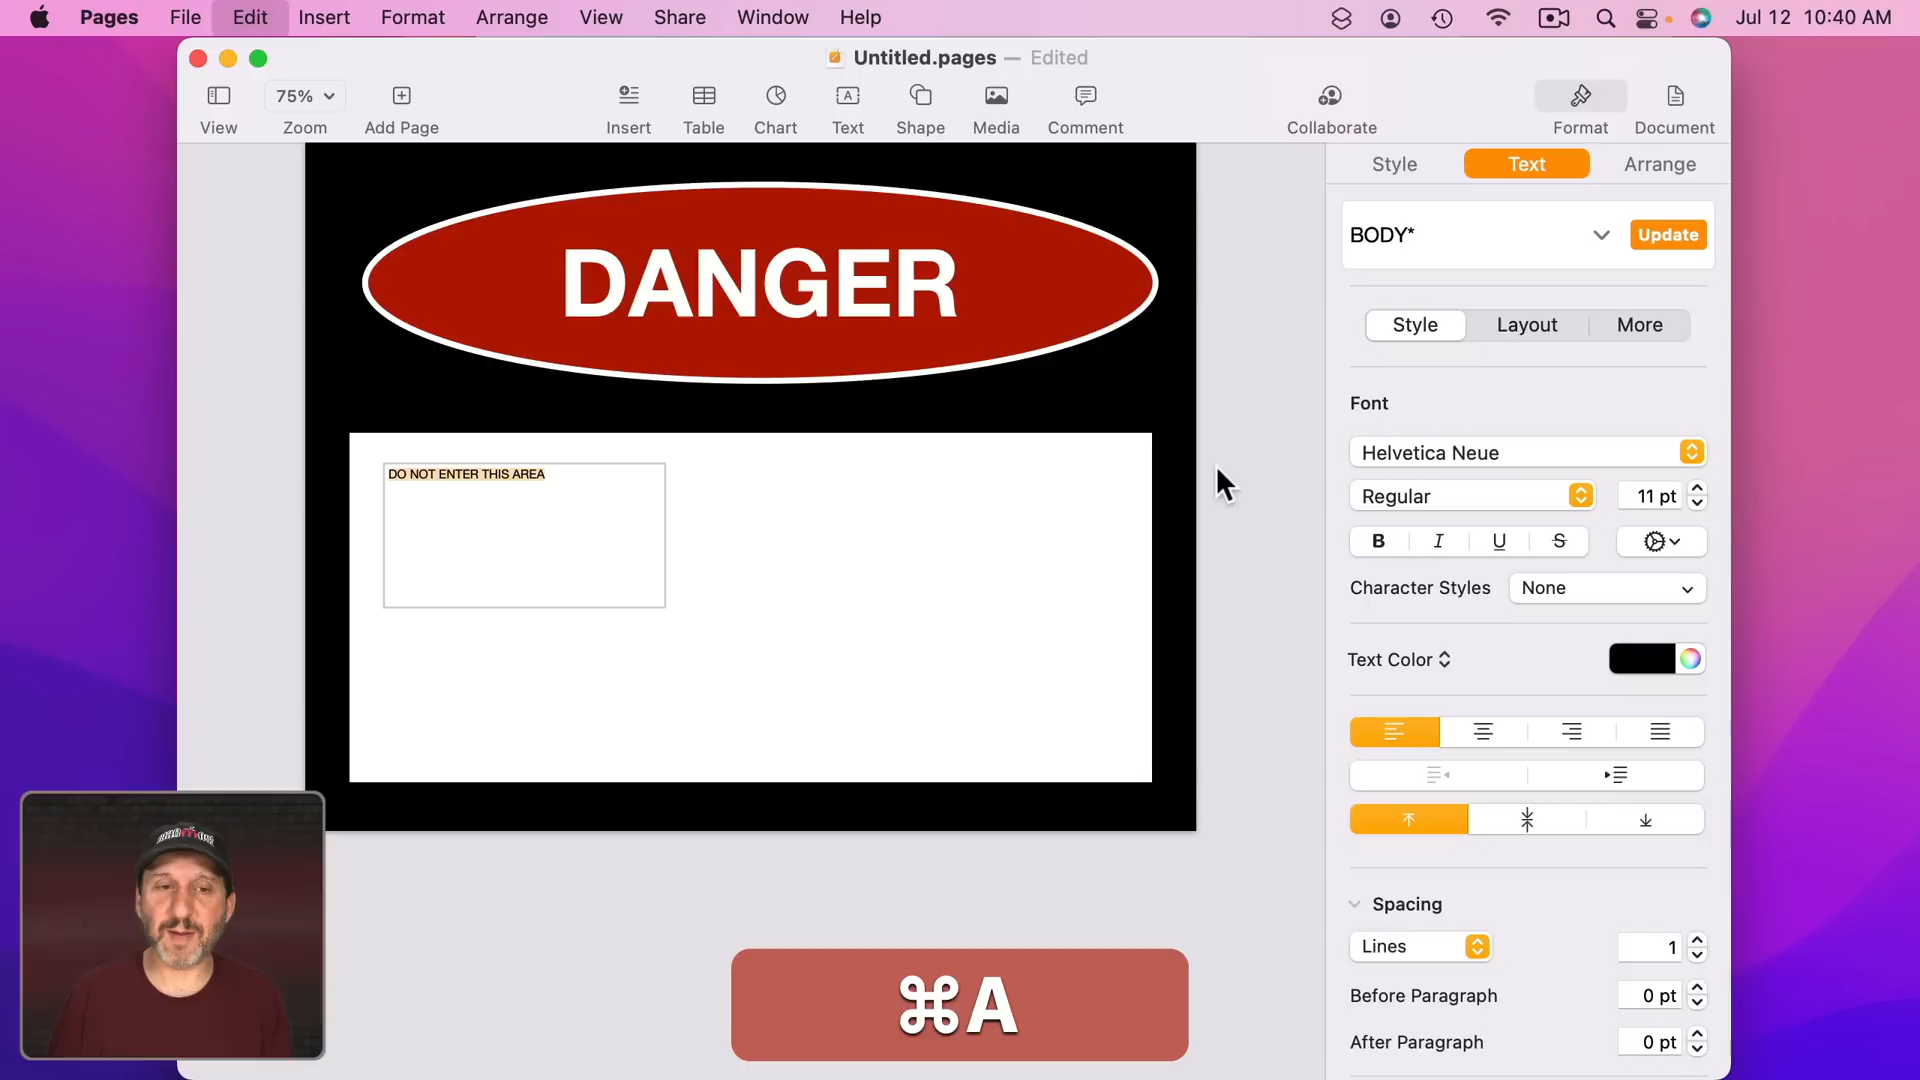 Pages File Edit Insert Format Arrange View Share Window Help Jul 12 10:40 AM
Untitled.pages — Edited
75%
View Zoom Add Page Insert Table Chart Text Shape Media Comment Collaborate Format Document
Style Text Arrange
BODY* Update
Style Layout More
Font
Helvetica Neue
Regular 11 pt
B I U S
Character Styles None
Text Color
Spacing
Lines 1
Before Paragraph 0 pt
After Paragraph 0 pt
DANGER
DO NOT ENTER THIS AREA
⌘A